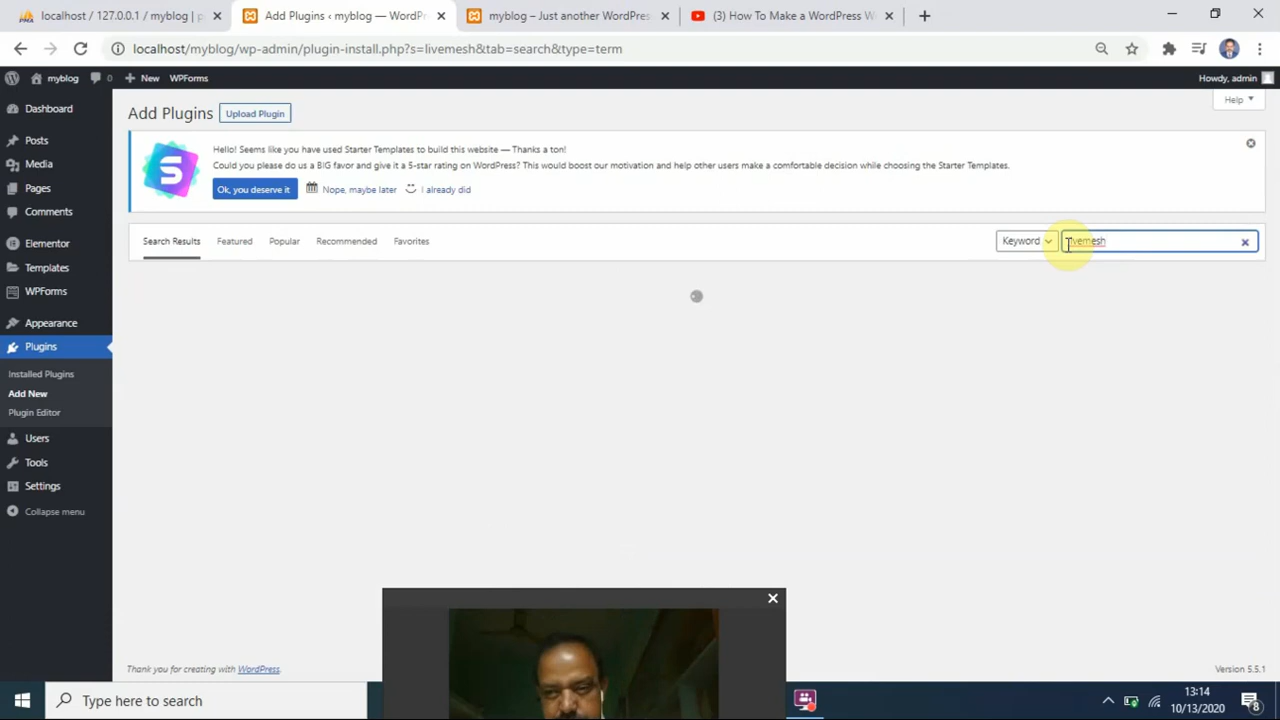 localhost / 127.0.0.1 / myblog | p
Add Plugins ‹ myblog — WordPr
myblog – Just another WordPres
(3) How To Make a WordPress W
localhost/myblog/wp-admin/plugin-install.php?s=livemesh&tab=search&type=term
myblog
0
New
WPForms
Howdy, admin
Dashboard
Posts
Media
Pages
Comments
Elementor
Templates
WPForms
Appearance
Plugins
Installed Plugins
Add New
Plugin Editor
Users
Tools
Settings
Collapse menu
Help
Add Plugins
Upload Plugin
Hello! Seems like you have used Starter Templates to build this website — Thanks a ton!
Could you please do us a BIG favor and give it a 5-star rating on WordPress? This would boost our motivation and help other users make a comfortable decision while choosing the Starter Templates.
Ok, you deserve it
Nope, maybe later
I already did
Search Results
Featured
Popular
Recommended
Favorites
Keyword
livemesh
Thank you for creating with WordPress.
Version 5.5.1
Type here to search
13:14
10/13/2020
8